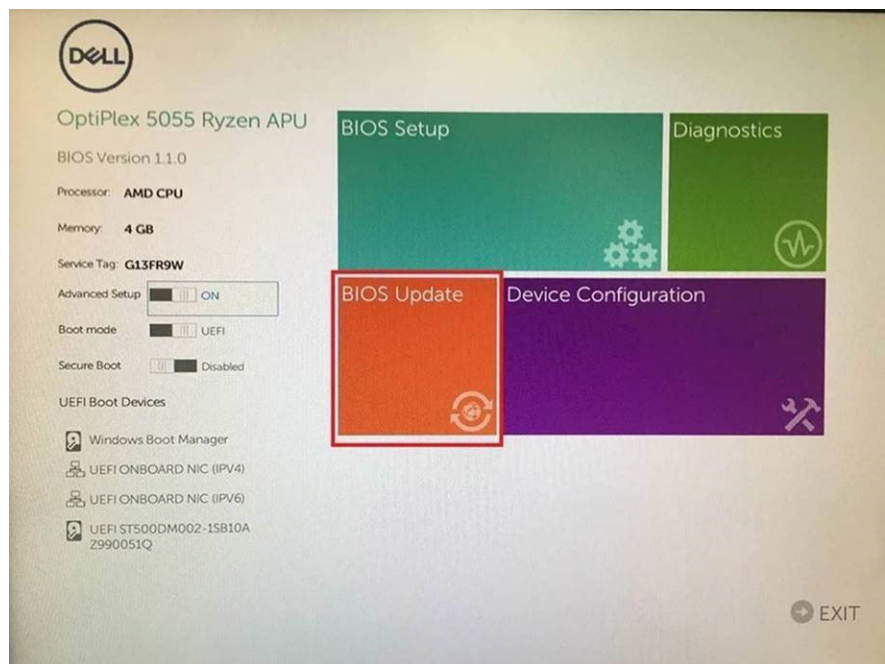 DELL
OptiPlex 5055 Ryzen APU
BIOS Version 1.1.0
Processor: AMD CPU
Memory: 4 GB
Service Tag: G13FR9W
Advanced Setup ON
Boot mode UEFI
Secure Boot Disabled
UEFI Boot Devices
Windows Boot Manager
UEFI ONBOARD NIC (IPV4)
UEFI ONBOARD NIC (IPV6)
UEFI ST500DM002-1SB10A
Z990051Q
BIOS Setup
Diagnostics
BIOS Update
Device Configuration
EXIT